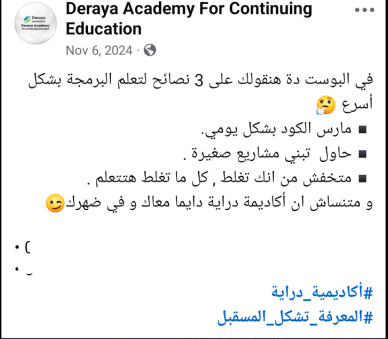 Deraya Academy For Continuing
Education
Nov 6, 2024 ·
في البوست دة هنقولك على 3 نصائح لتعلم البرمجة بشكل
أسرع 🤔
▪ مارس الكود بشكل يومي.
▪ حاول تبني مشاريع صغيرة .
▪ متخفش من انك تغلط , كل ما تغلط هتتعلم .
و متنساش ان أكاديمة دراية دايما معاك و في ضهرك😉
#أكاديمية_دراية
#المعرفة_تشكل_المسقبل